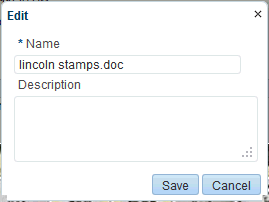 Edit ×
* Name
lincoln stamps.doc
Description
Save Cancel